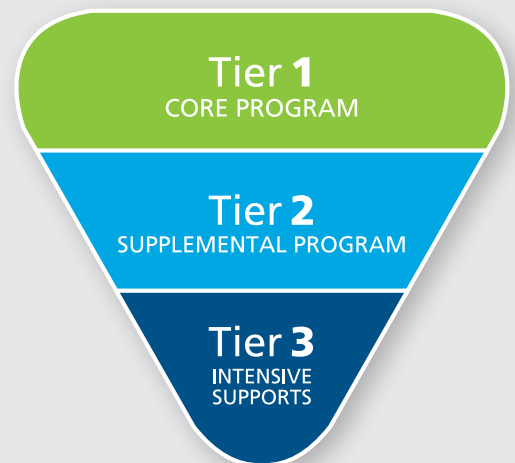 Tier 1
CORE PROGRAM
Tier 2
SUPPLEMENTAL PROGRAM
Tier 3
INTENSIVE
SUPPORTS